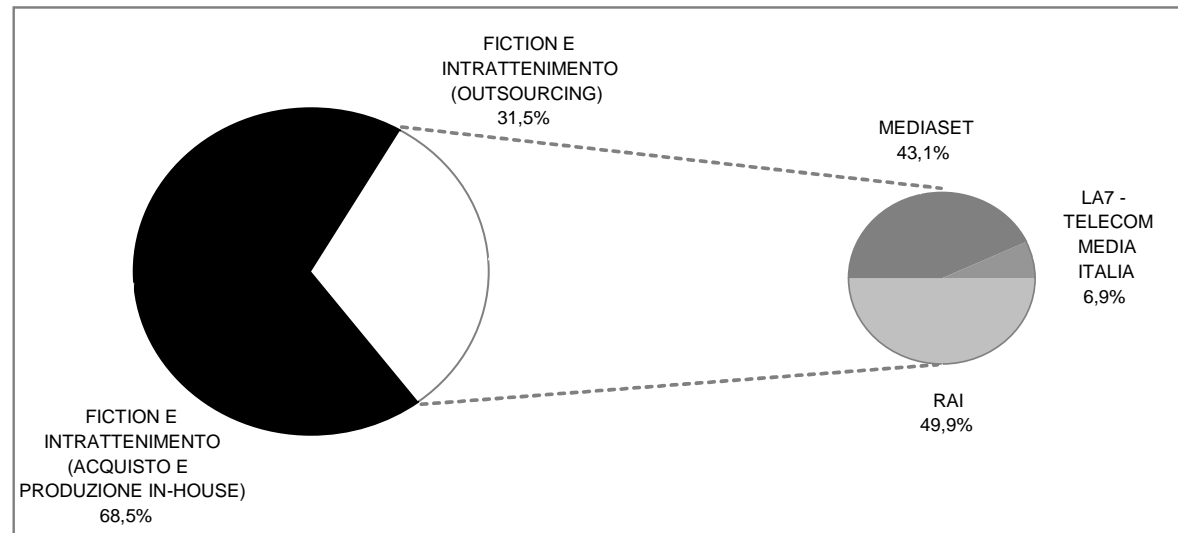 FICTION E
INTRATTENIMENTO
(OUTSOURCING)
31,5%
MEDIASET
43,1%
LA7 -
TELECOM
MEDIA
ITALIA
6,9%
RAI
49,9%
FICTION E
INTRATTENIMENTO
(ACQUISTO E
PRODUZIONE IN-HOUSE)
68,5%